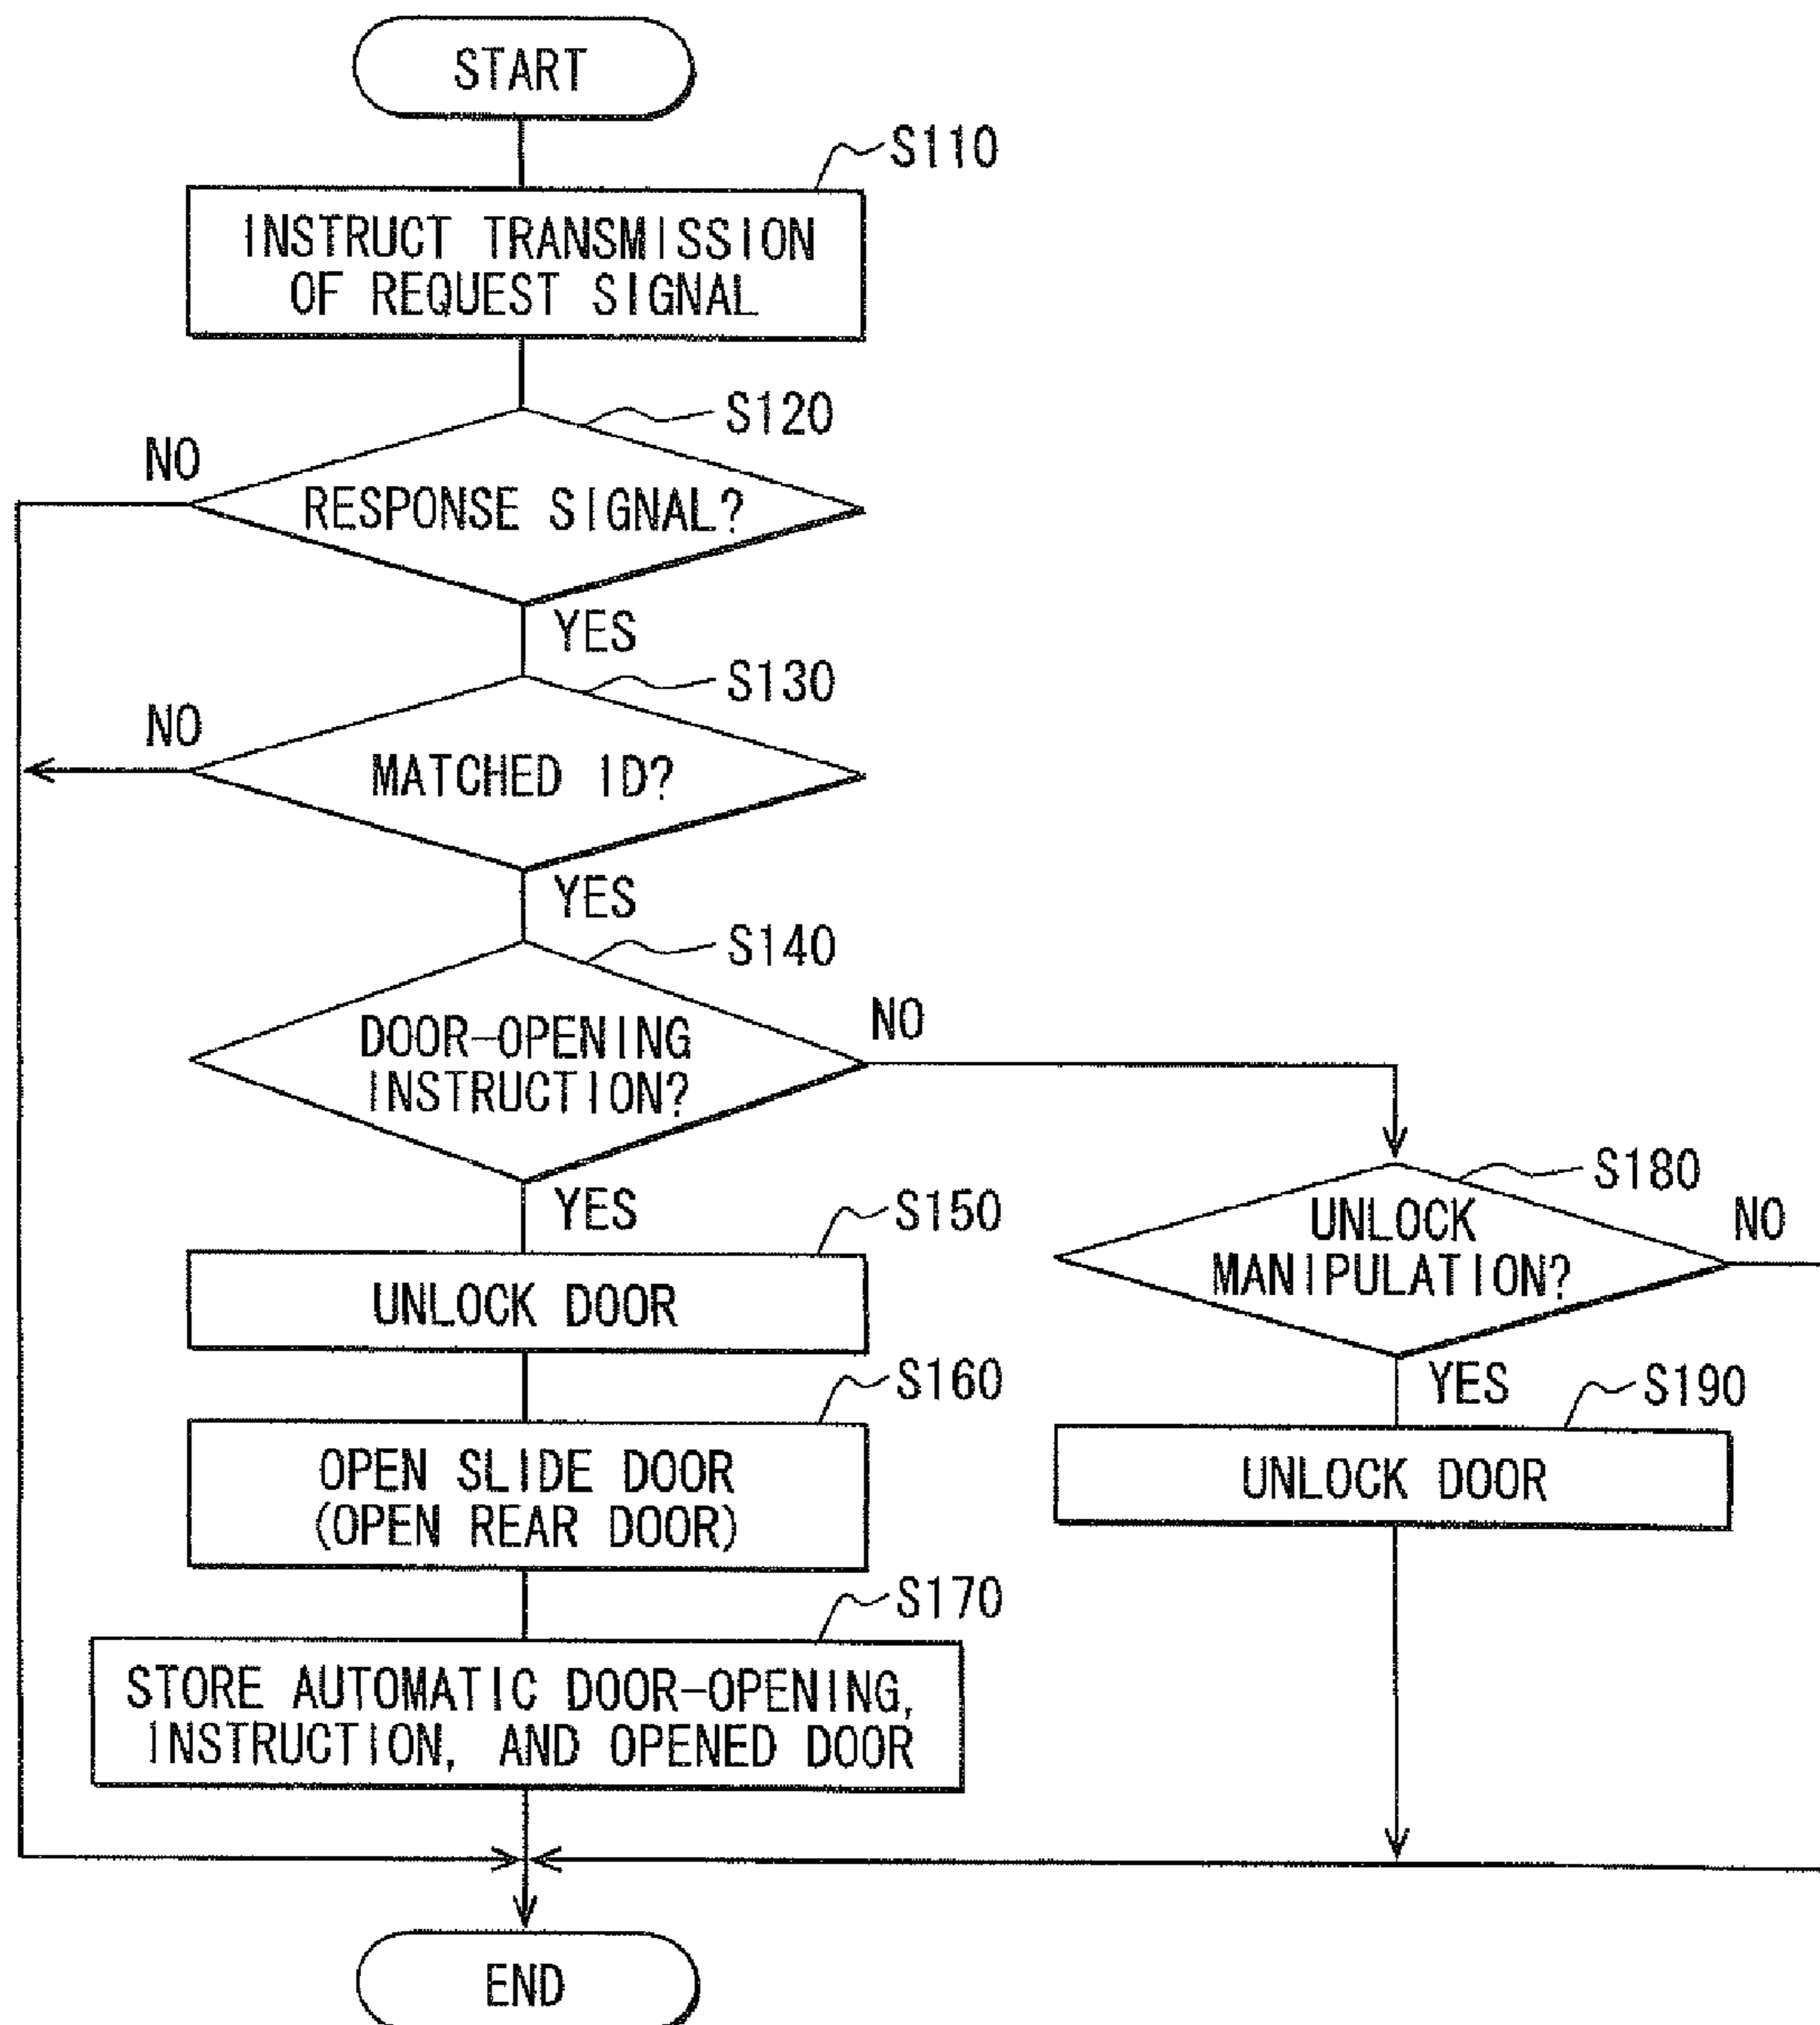 START
S110
INSTRUCT TRANSMISSION
OF REQUEST SIGNAL
S120
NO
RESPONSE SIGNAL?
YES
S130
NO
MATCHED ID?
YES
S140
NO
DOOR-OPENING
INSTRUCTION?
YES
S150
UNLOCK DOOR
S160
OPEN SLIDE DOOR
(OPEN REAR DOOR)
S170
STORE AUTOMATIC DOOR-OPENING,
INSTRUCTION, AND OPENED DOOR
S180
UNLOCK
MANIPULATION?
NO
YES
S190
UNLOCK DOOR
END